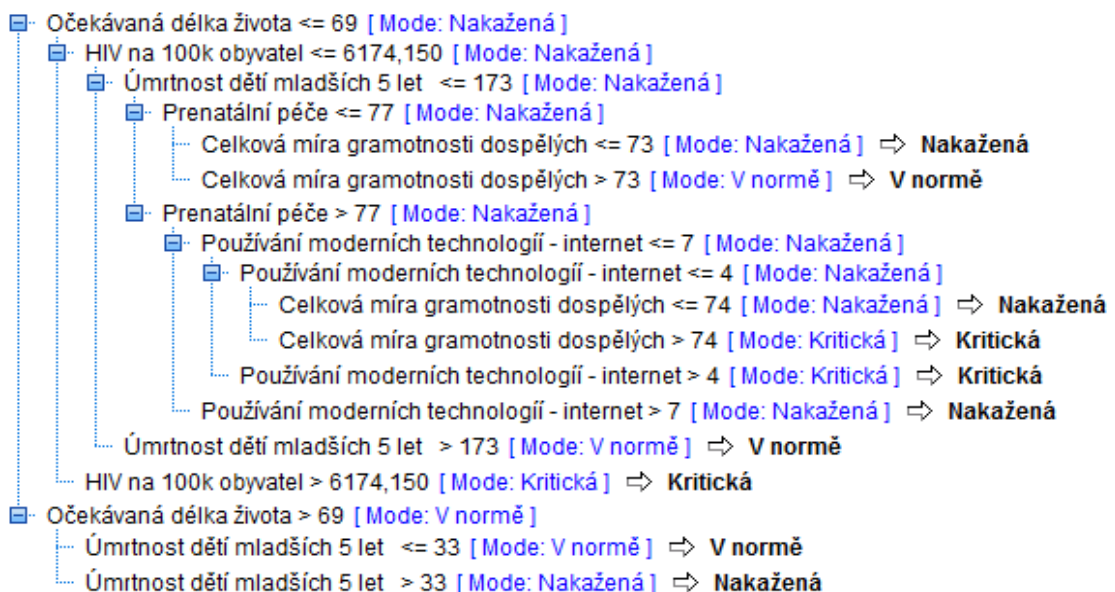 Očekávaná délka života <= 69 [ Mode: Nakažená ]
HIV na 100k obyvatel <= 6174,150 [ Mode: Nakažená ]
Úmrtnost dětí mladších 5 let <= 173 [ Mode: Nakažená ]
Prenatální péče <= 77 [ Mode: Nakažená ]
Celková míra gramotnosti dospělých <= 73 [ Mode: Nakažená ] ⇨ Nakažená
Celková míra gramotnosti dospělých > 73 [ Mode: V normě ] ⇨ V normě
Prenatální péče > 77 [ Mode: Nakažená ]
Používání moderních technologíí - internet <= 7 [ Mode: Nakažená ]
Používání moderních technologíí - internet <= 4 [ Mode: Nakažená ]
Celková míra gramotnosti dospělých <= 74 [ Mode: Nakažená ] ⇨ Nakažená
Celková míra gramotnosti dospělých > 74 [ Mode: Kritická ] ⇨ Kritická
Používání moderních technologíí - internet > 4 [ Mode: Kritická ] ⇨ Kritická
Používání moderních technologíí - internet > 7 [ Mode: Nakažená ] ⇨ Nakažená
Úmrtnost dětí mladších 5 let > 173 [ Mode: V normě ] ⇨ V normě
HIV na 100k obyvatel > 6174,150 [ Mode: Kritická ] ⇨ Kritická
Očekávaná délka života > 69 [ Mode: V normě ]
Úmrtnost dětí mladších 5 let <= 33 [ Mode: V normě ] ⇨ V normě
Úmrtnost dětí mladších 5 let > 33 [ Mode: Nakažená ] ⇨ Nakažená